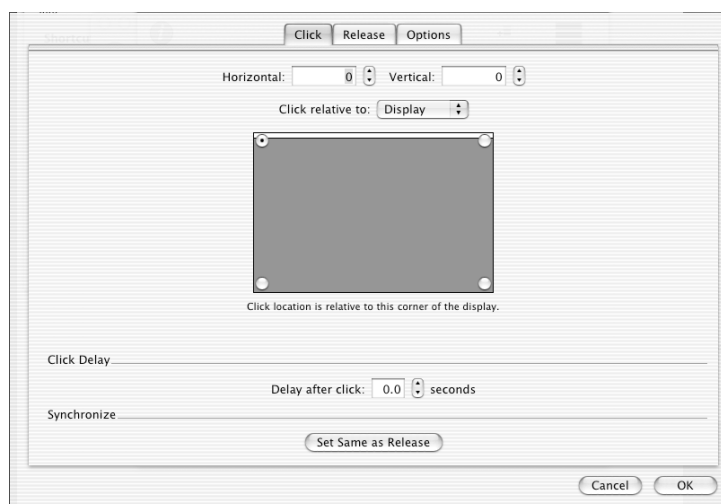 Shortcu
Click Release Options
Horizontal: 0 Vertical: 0
Click relative to: Display
Click location is relative to this corner of the display.
Click Delay
Delay after click: 0.0 seconds
Synchronize
Set Same as Release
Cancel OK